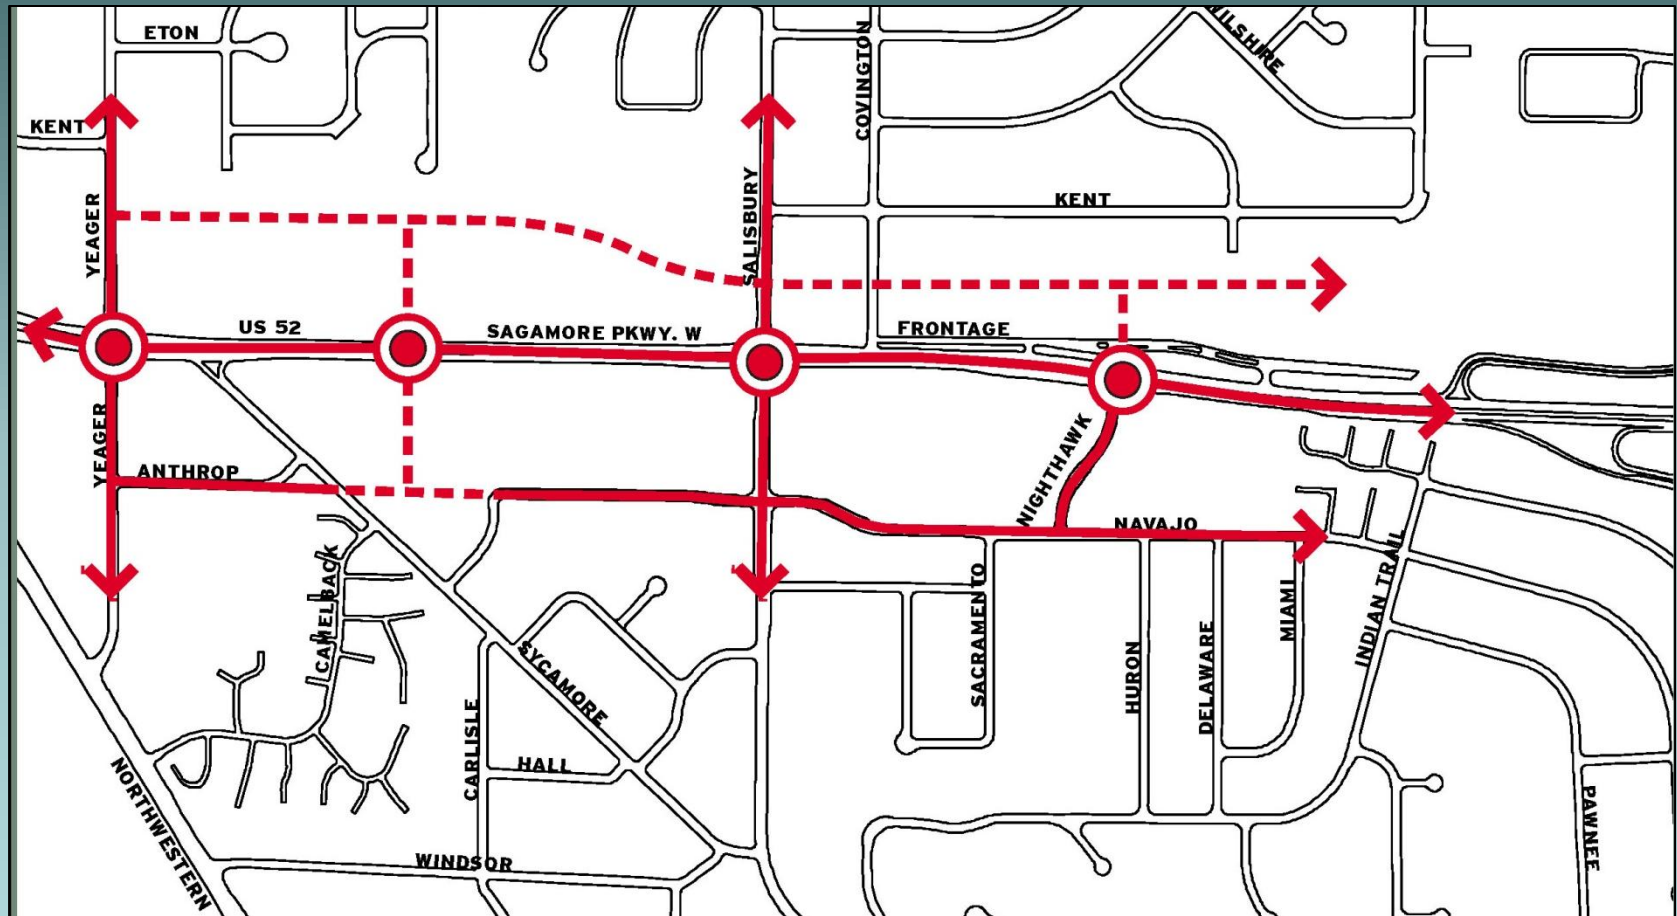 ETON
WILSHIRE
COVINGTON
KENT
SALISBURY
KENT
YEAGER
US 52
SAGAMORE PKWY. W
FRONTAGE
YEAGER
ANTHROP
NIGHTHAWK
NAVAJO
CAMELBACK
INDIAN TRAIL
SACRAMENTO
MIAMI
HURON
DELAWARE
SYCAMORE
CARLISLE
HALL
NORTHWESTERN
PAWNEE
WINDSOR